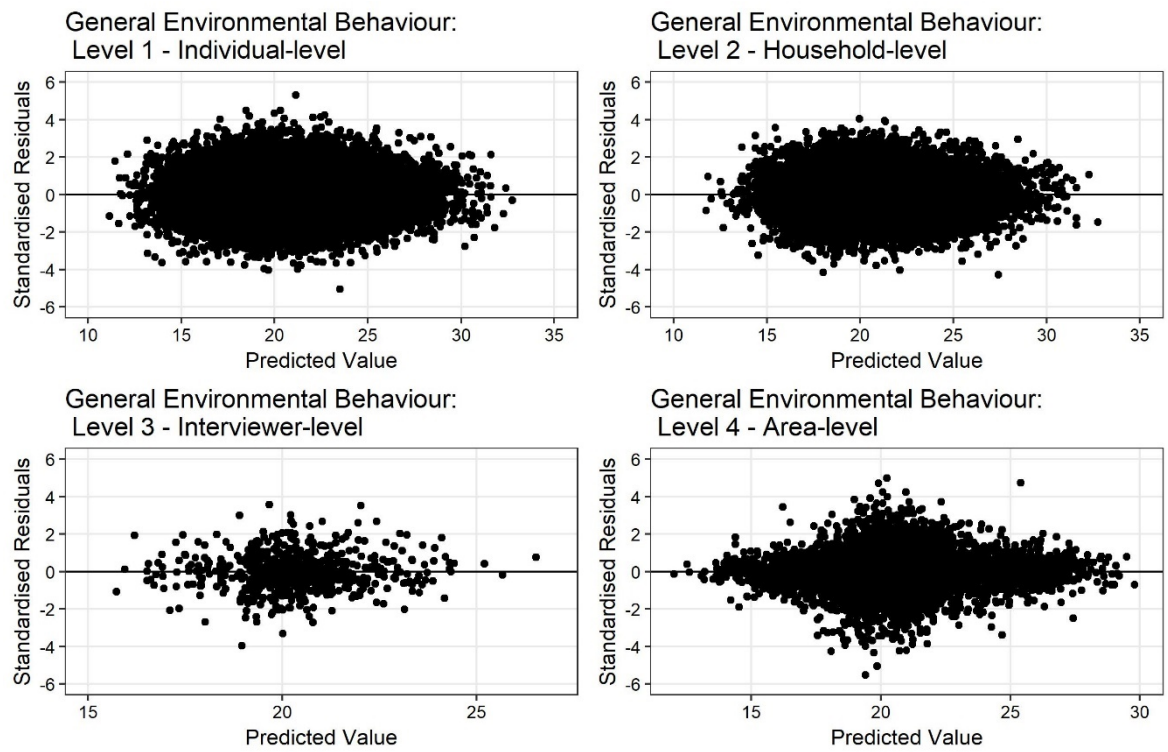 General Environmental Behaviour:
Level 1 - Individual-level
6
4
2
0
-2
-4
-6
Standardised Residuals
10 15 20 25 30 35
Predicted Value
General Environmental Behaviour:
Level 2 - Household-level
6
4
2
0
-2
-4
-6
Standardised Residuals
10 15 20 25 30 35
Predicted Value
General Environmental Behaviour:
Level 3 - Interviewer-level
6
4
2
0
-2
-4
-6
Standardised Residuals
15 20 25
Predicted Value
General Environmental Behaviour:
Level 4 - Area-level
6
4
2
0
-2
-4
-6
Standardised Residuals
15 20 25 30
Predicted Value